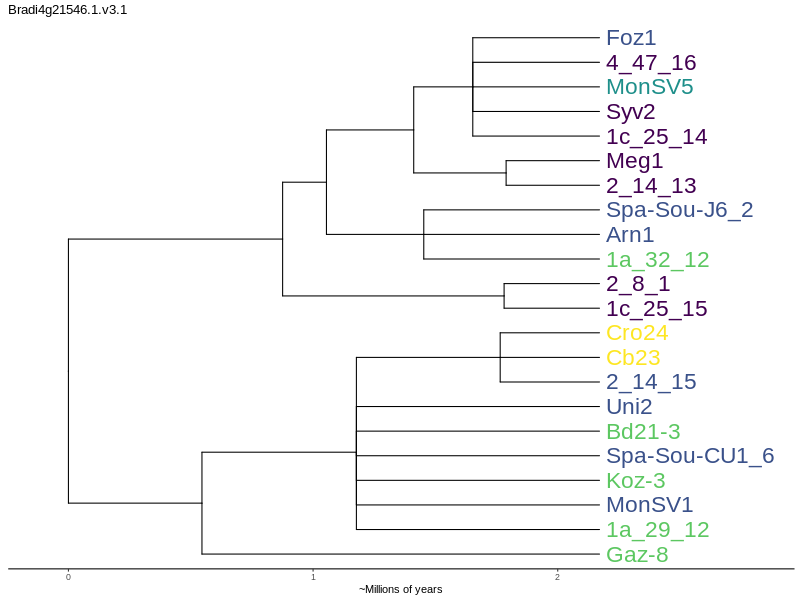 Bradi4g21546.1.v3.1
Foz1
4_47_16
MonSV5
Syv2
1c_25_14
Meg1
2_14_13
Spa-Sou-J6_2
Arn1
1a_32_12
2_8_1
1c_25_15
Cro24
Cb23
2_14_15
Uni2
Bd21-3
Spa-Sou-CU1_6
Koz-3
MonSV1
1a_29_12
Gaz-8
0 1 2
~Millions of years